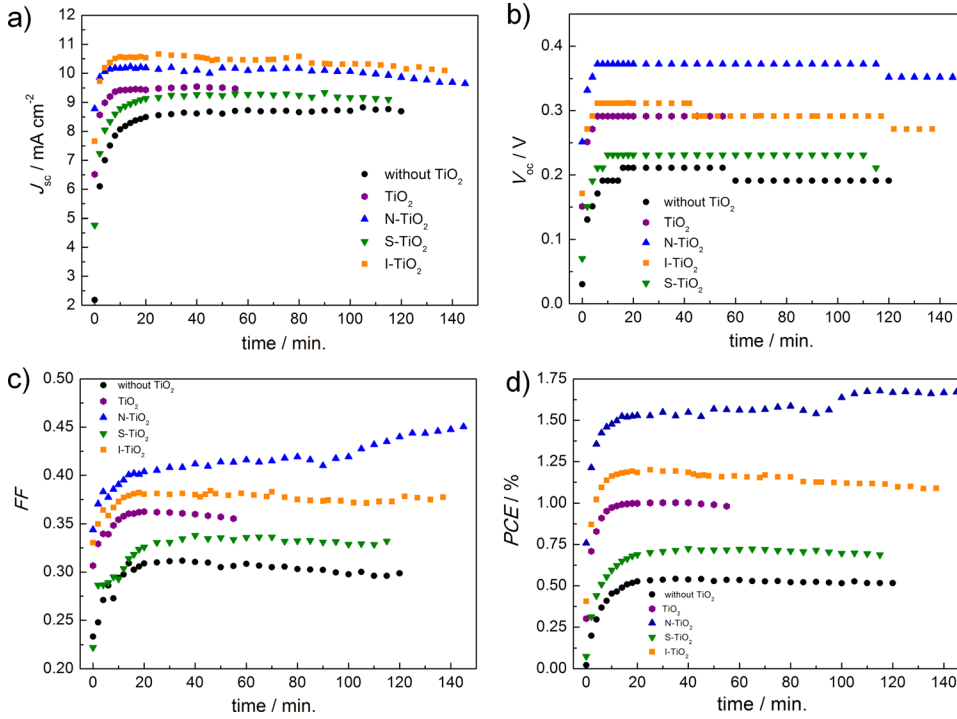 a)
12
11
10
9
8
7
6
5
4
3
2
Jsc / mA cm-2
without TiO2
TiO2
N-TiO2
S-TiO2
I-TiO2
0 20 40 60 80 100 120 140
time / min.
b)
0.4
0.3
0.2
0.1
0.0
Voc / V
without TiO2
TiO2
N-TiO2
I-TiO2
S-TiO2
0 20 40 60 80 100 120 140
time / min.
c)
0.50
0.45
0.40
0.35
0.30
0.25
0.20
FF
without TiO2
TiO2
N-TiO2
S-TiO2
I-TiO2
0 20 40 60 80 100 120 140
time / min.
d)
1.75
1.50
1.25
1.00
0.75
0.50
0.25
0.00
PCE / %
without TiO2
TiO2
N-TiO2
S-TiO2
I-TiO2
0 20 40 60 80 100 120 140
time / min.